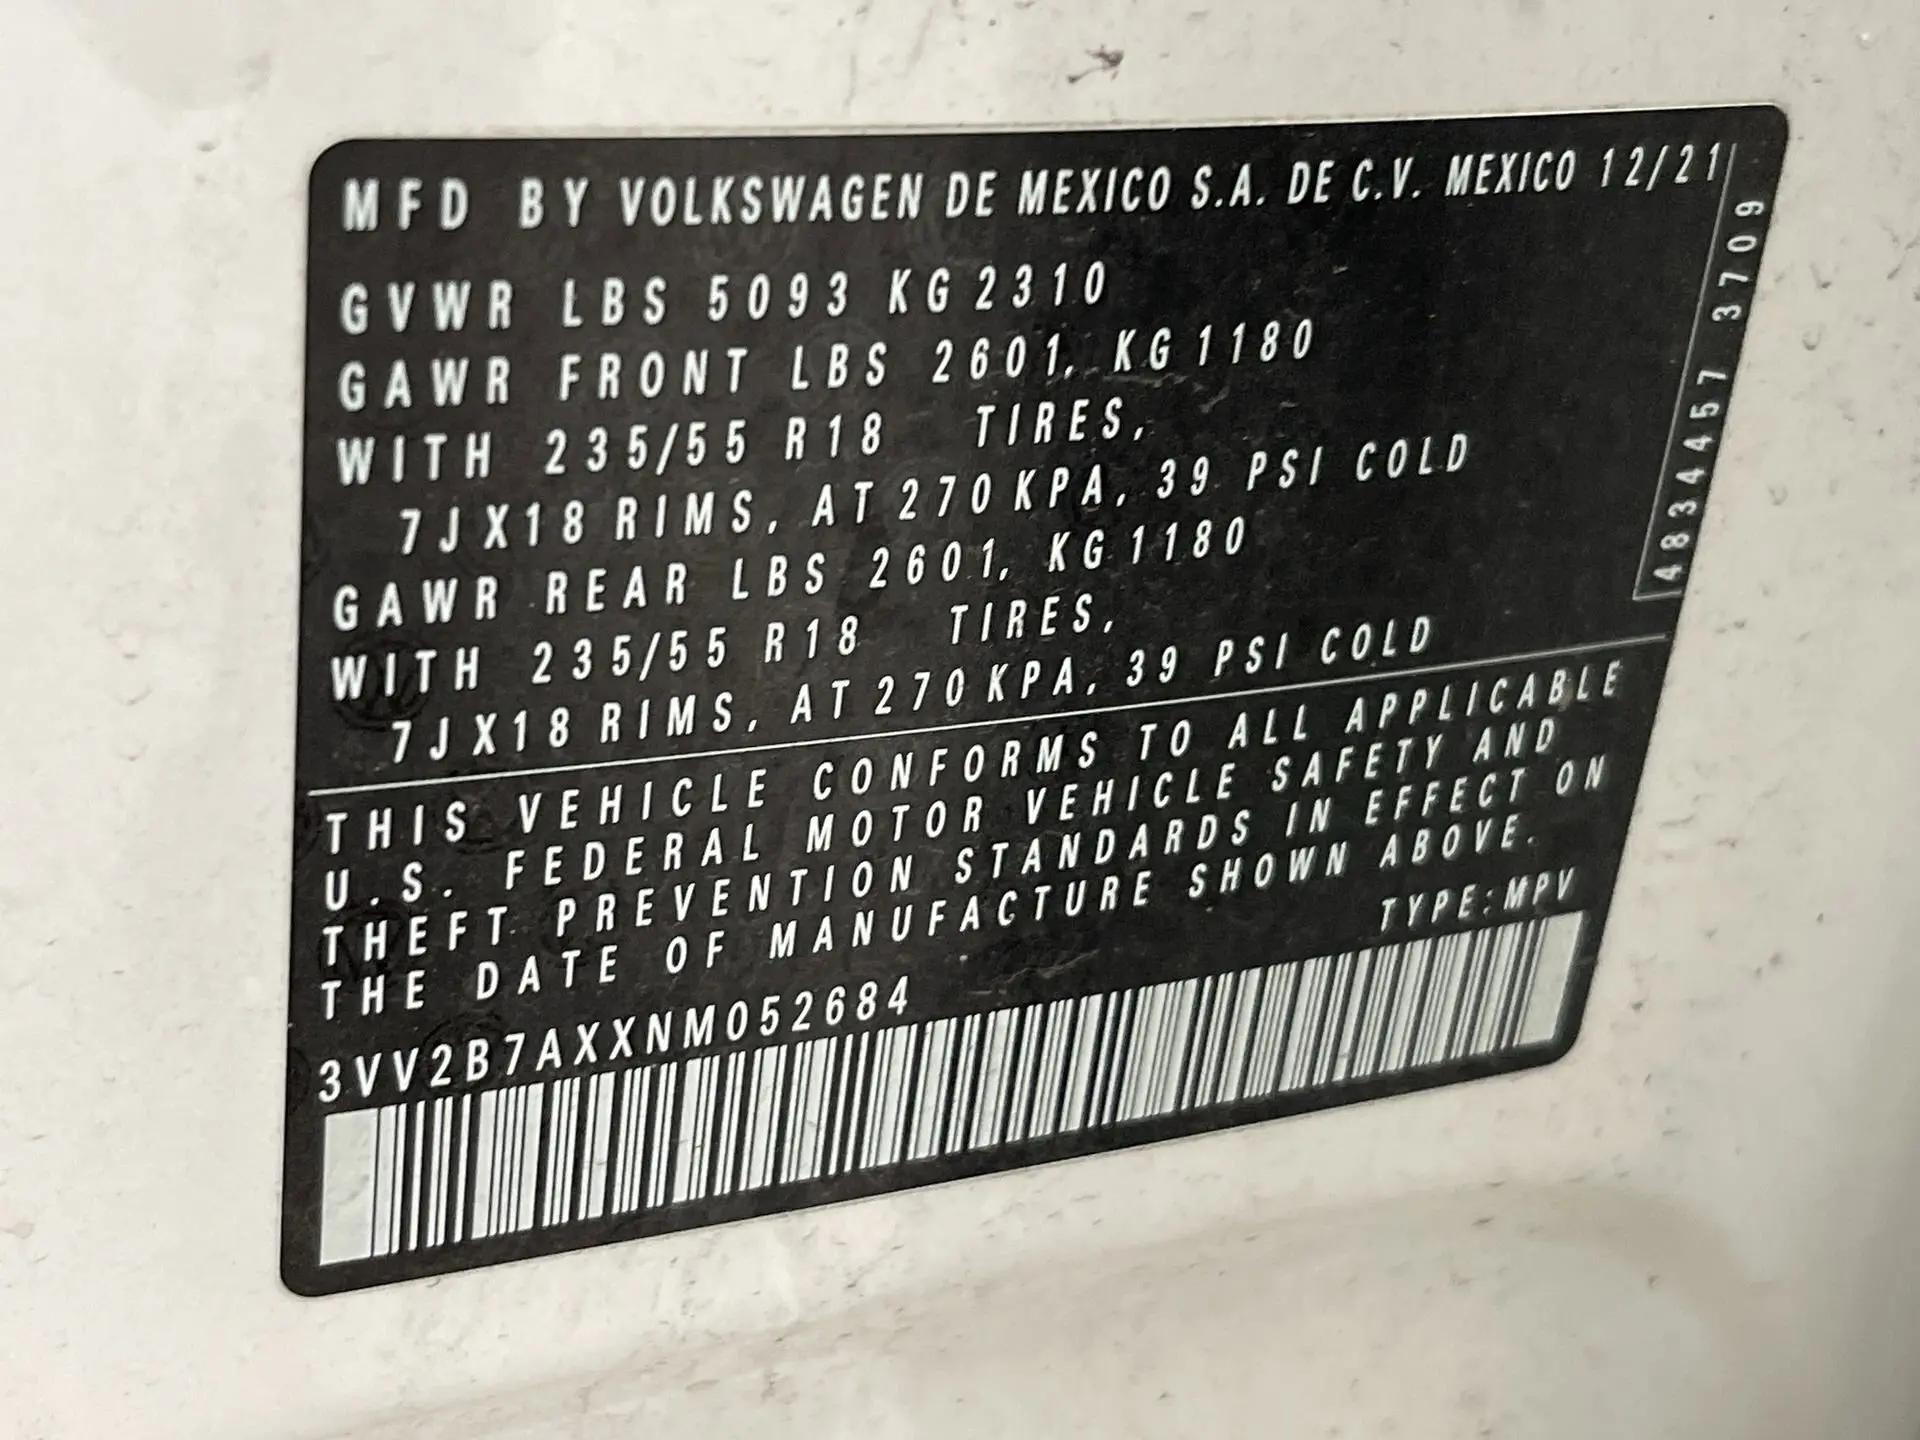 MFD BY VOLKSWAGEN DE MEXICO S.A. DE C.V. MEXICO 12/21
GVWR LBS 5093 KG 2310
GAWR FRONT LBS 2601, KG 1180
WITH 235/55 R18 TIRES,
7JX18 RIMS, AT 270 KPA, 39 PSI COLD
GAWR REAR LBS 2601, KG 1180
WITH 235/55 R18 TIRES,
7JX18 RIMS, AT 270 KPA, 39 PSI COLD
4834457 3709
THIS VEHICLE CONFORMS TO ALL APPLICABLE
U.S. FEDERAL MOTOR VEHICLE SAFETY AND
THEFT PREVENTION STANDARDS IN EFFECT ON
THE DATE OF MANUFACTURE SHOWN ABOVE.
TYPE:MPV
3VV2B7AXXNM052684